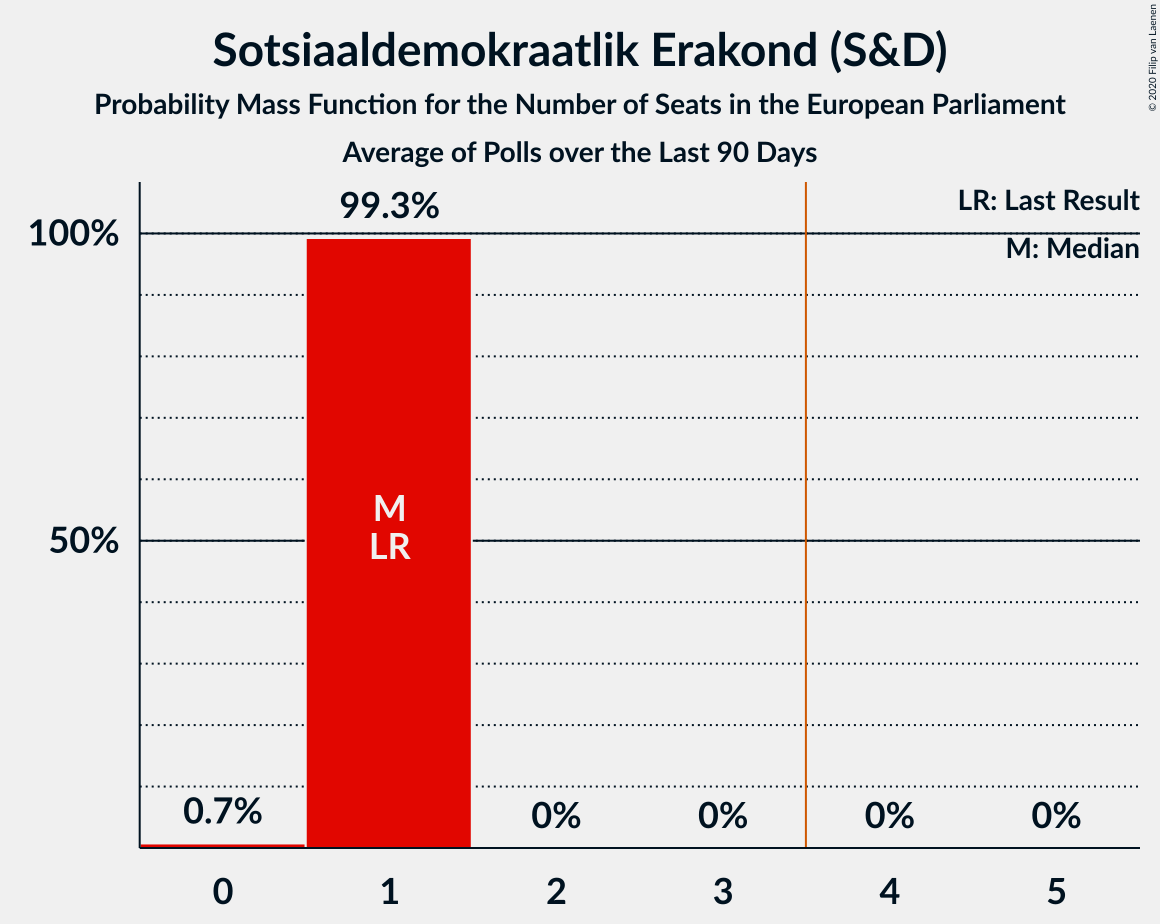 Sotsiaaldemokraatlik Erakond (S&D)
Probability Mass Function for the Number of Seats in the European Parliament
Average of Polls over the Last 90 Days
© 2020 Filip van Laenen
LR: Last Result
M: Median
100%
50%
99.3%
M
LR
0.7%
0%
0%
0%
0%
0
1
2
3
4
5